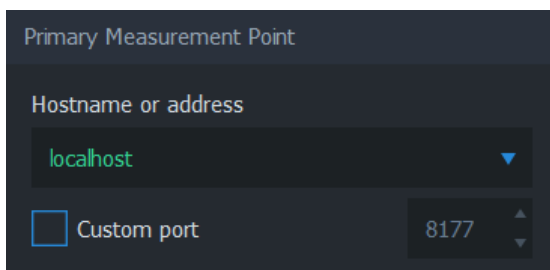 Primary Measurement Point
Hostname or address
localhost
Custom port 8177